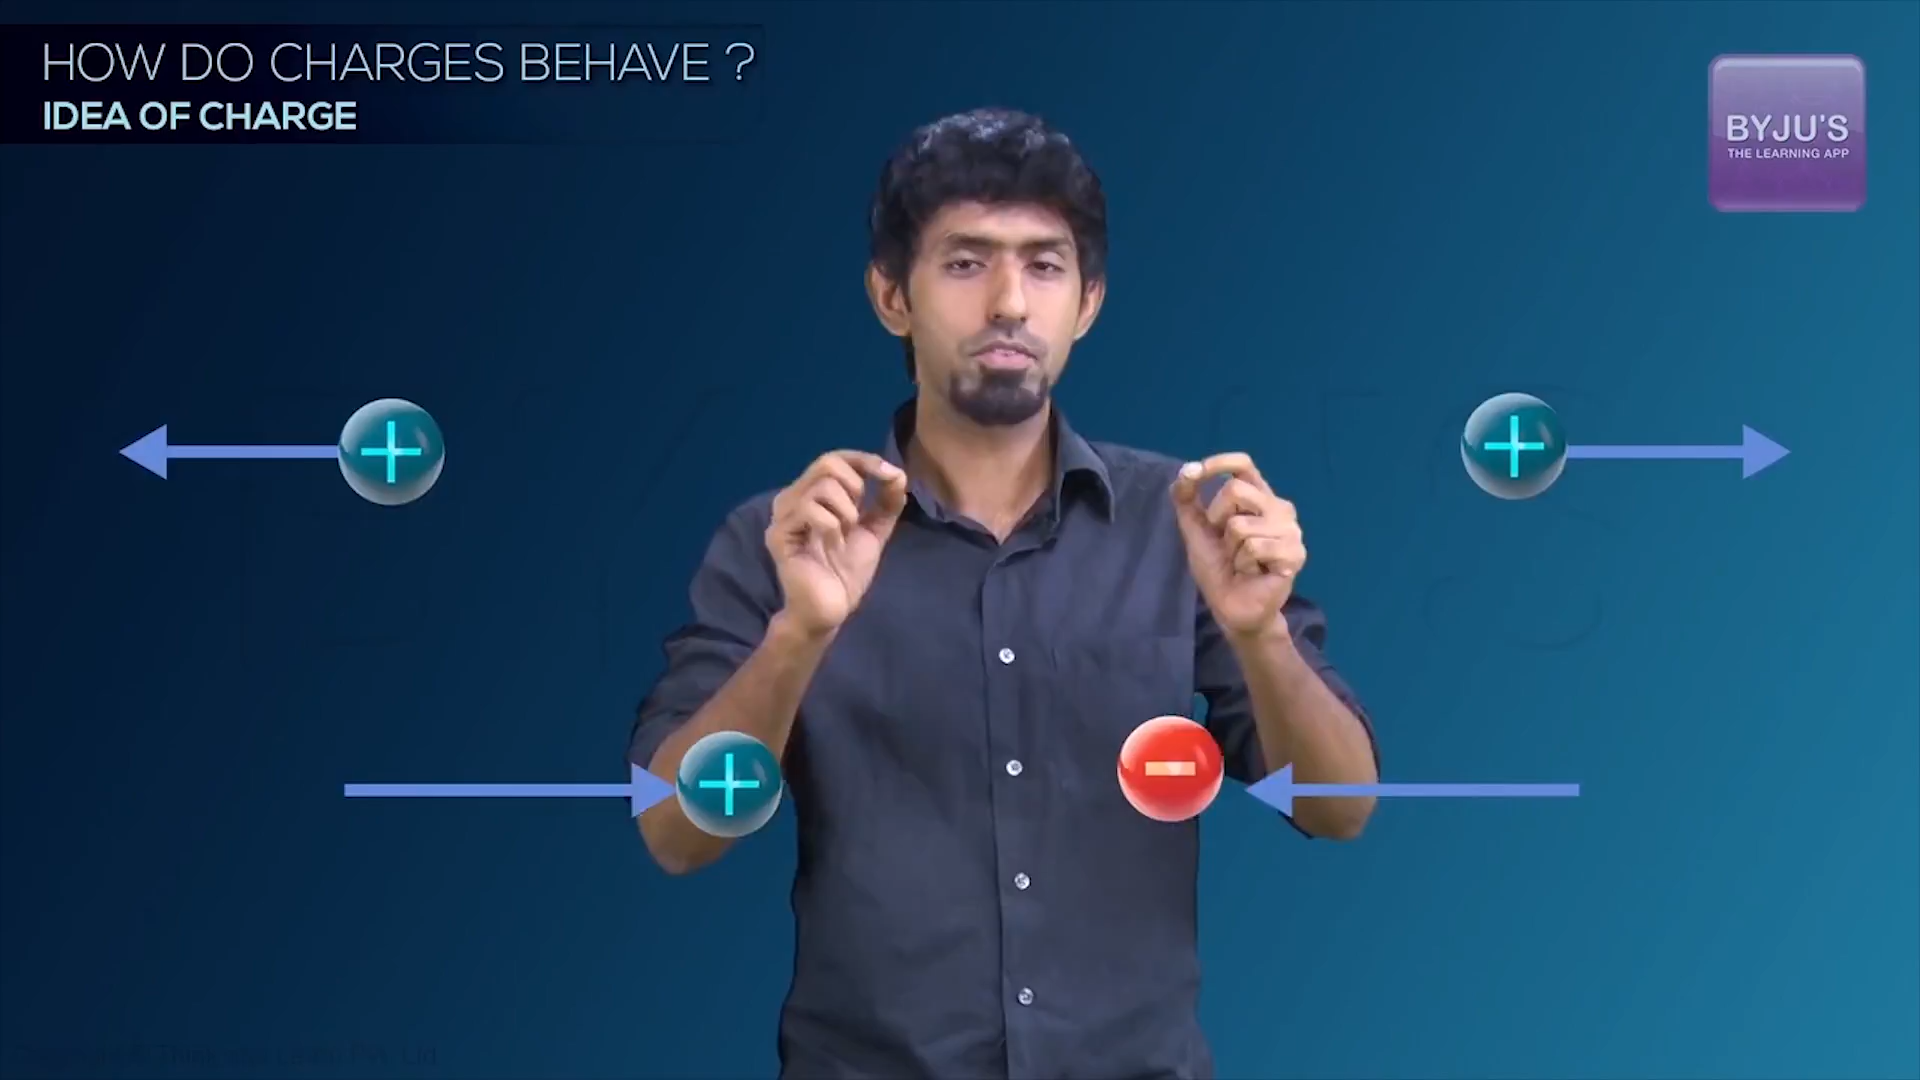 HOW DO CHARGES BEHAVE ?
IDEA OF CHARGE
BYJU'S
THE LEARNING APP
+
+
+
-